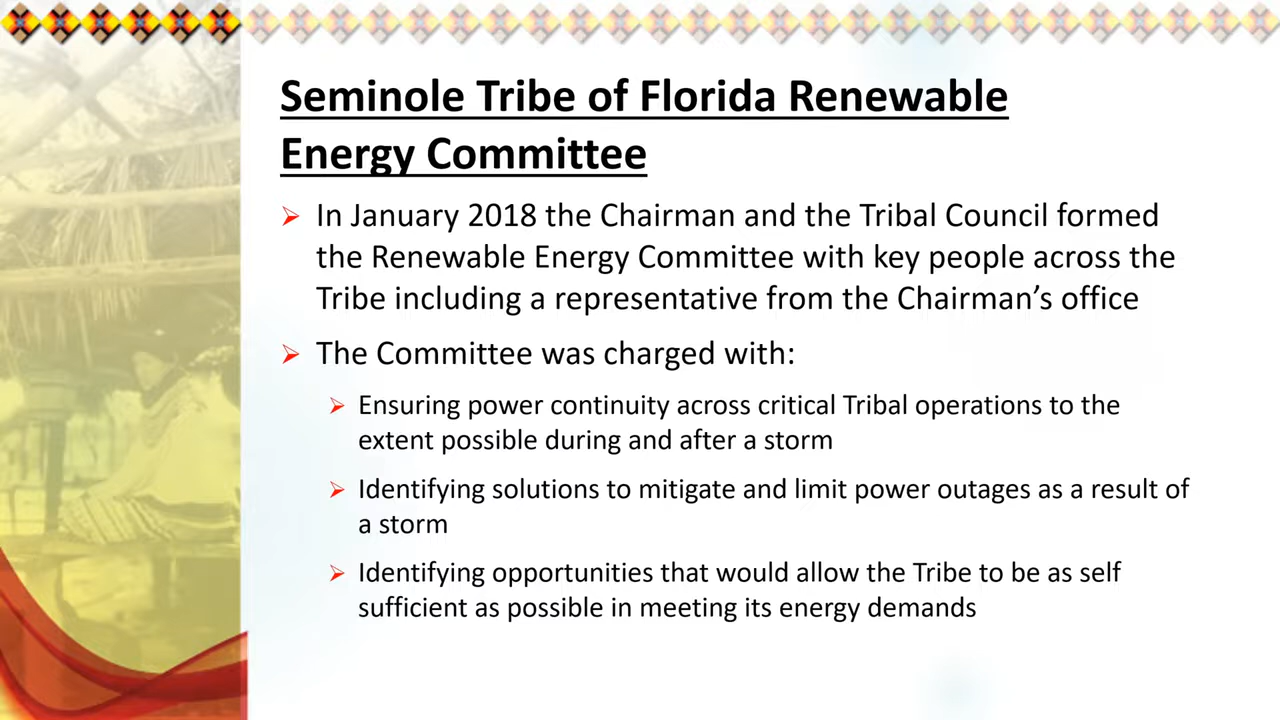 Seminole Tribe of Florida Renewable
Energy Committee
In January 2018 the Chairman and the Tribal Council formed
the Renewable Energy Committee with key people across the
Tribe including a representative from the Chairman’s office
The Committee was charged with:
Ensuring power continuity across critical Tribal operations to the
extent possible during and after a storm
Identifying solutions to mitigate and limit power outages as a result of
a storm
Identifying opportunities that would allow the Tribe to be as self
sufficient as possible in meeting its energy demands